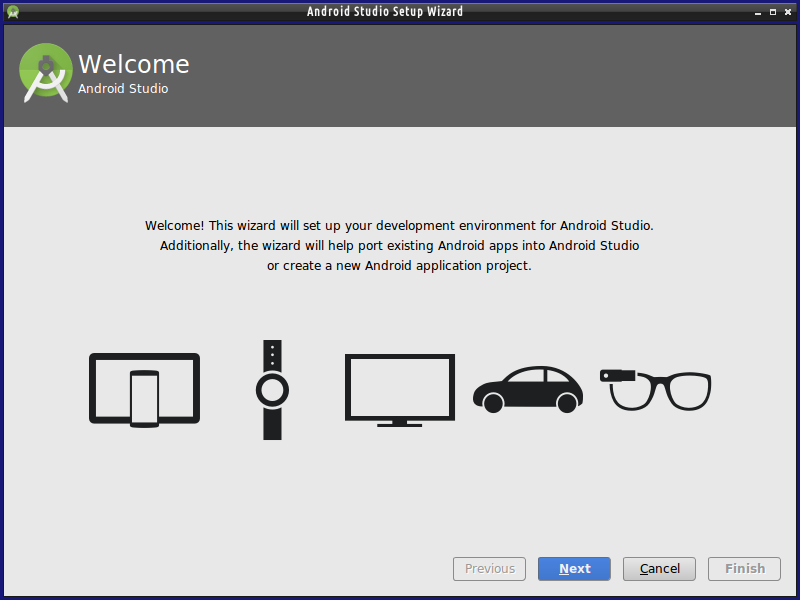 Android Studio Setup Wizard
Welcome
Android Studio
Welcome! This wizard will set up your development environment for Android Studio.
Additionally, the wizard will help port existing Android apps into Android Studio
or create a new Android application project.
Previous Next Cancel Finish